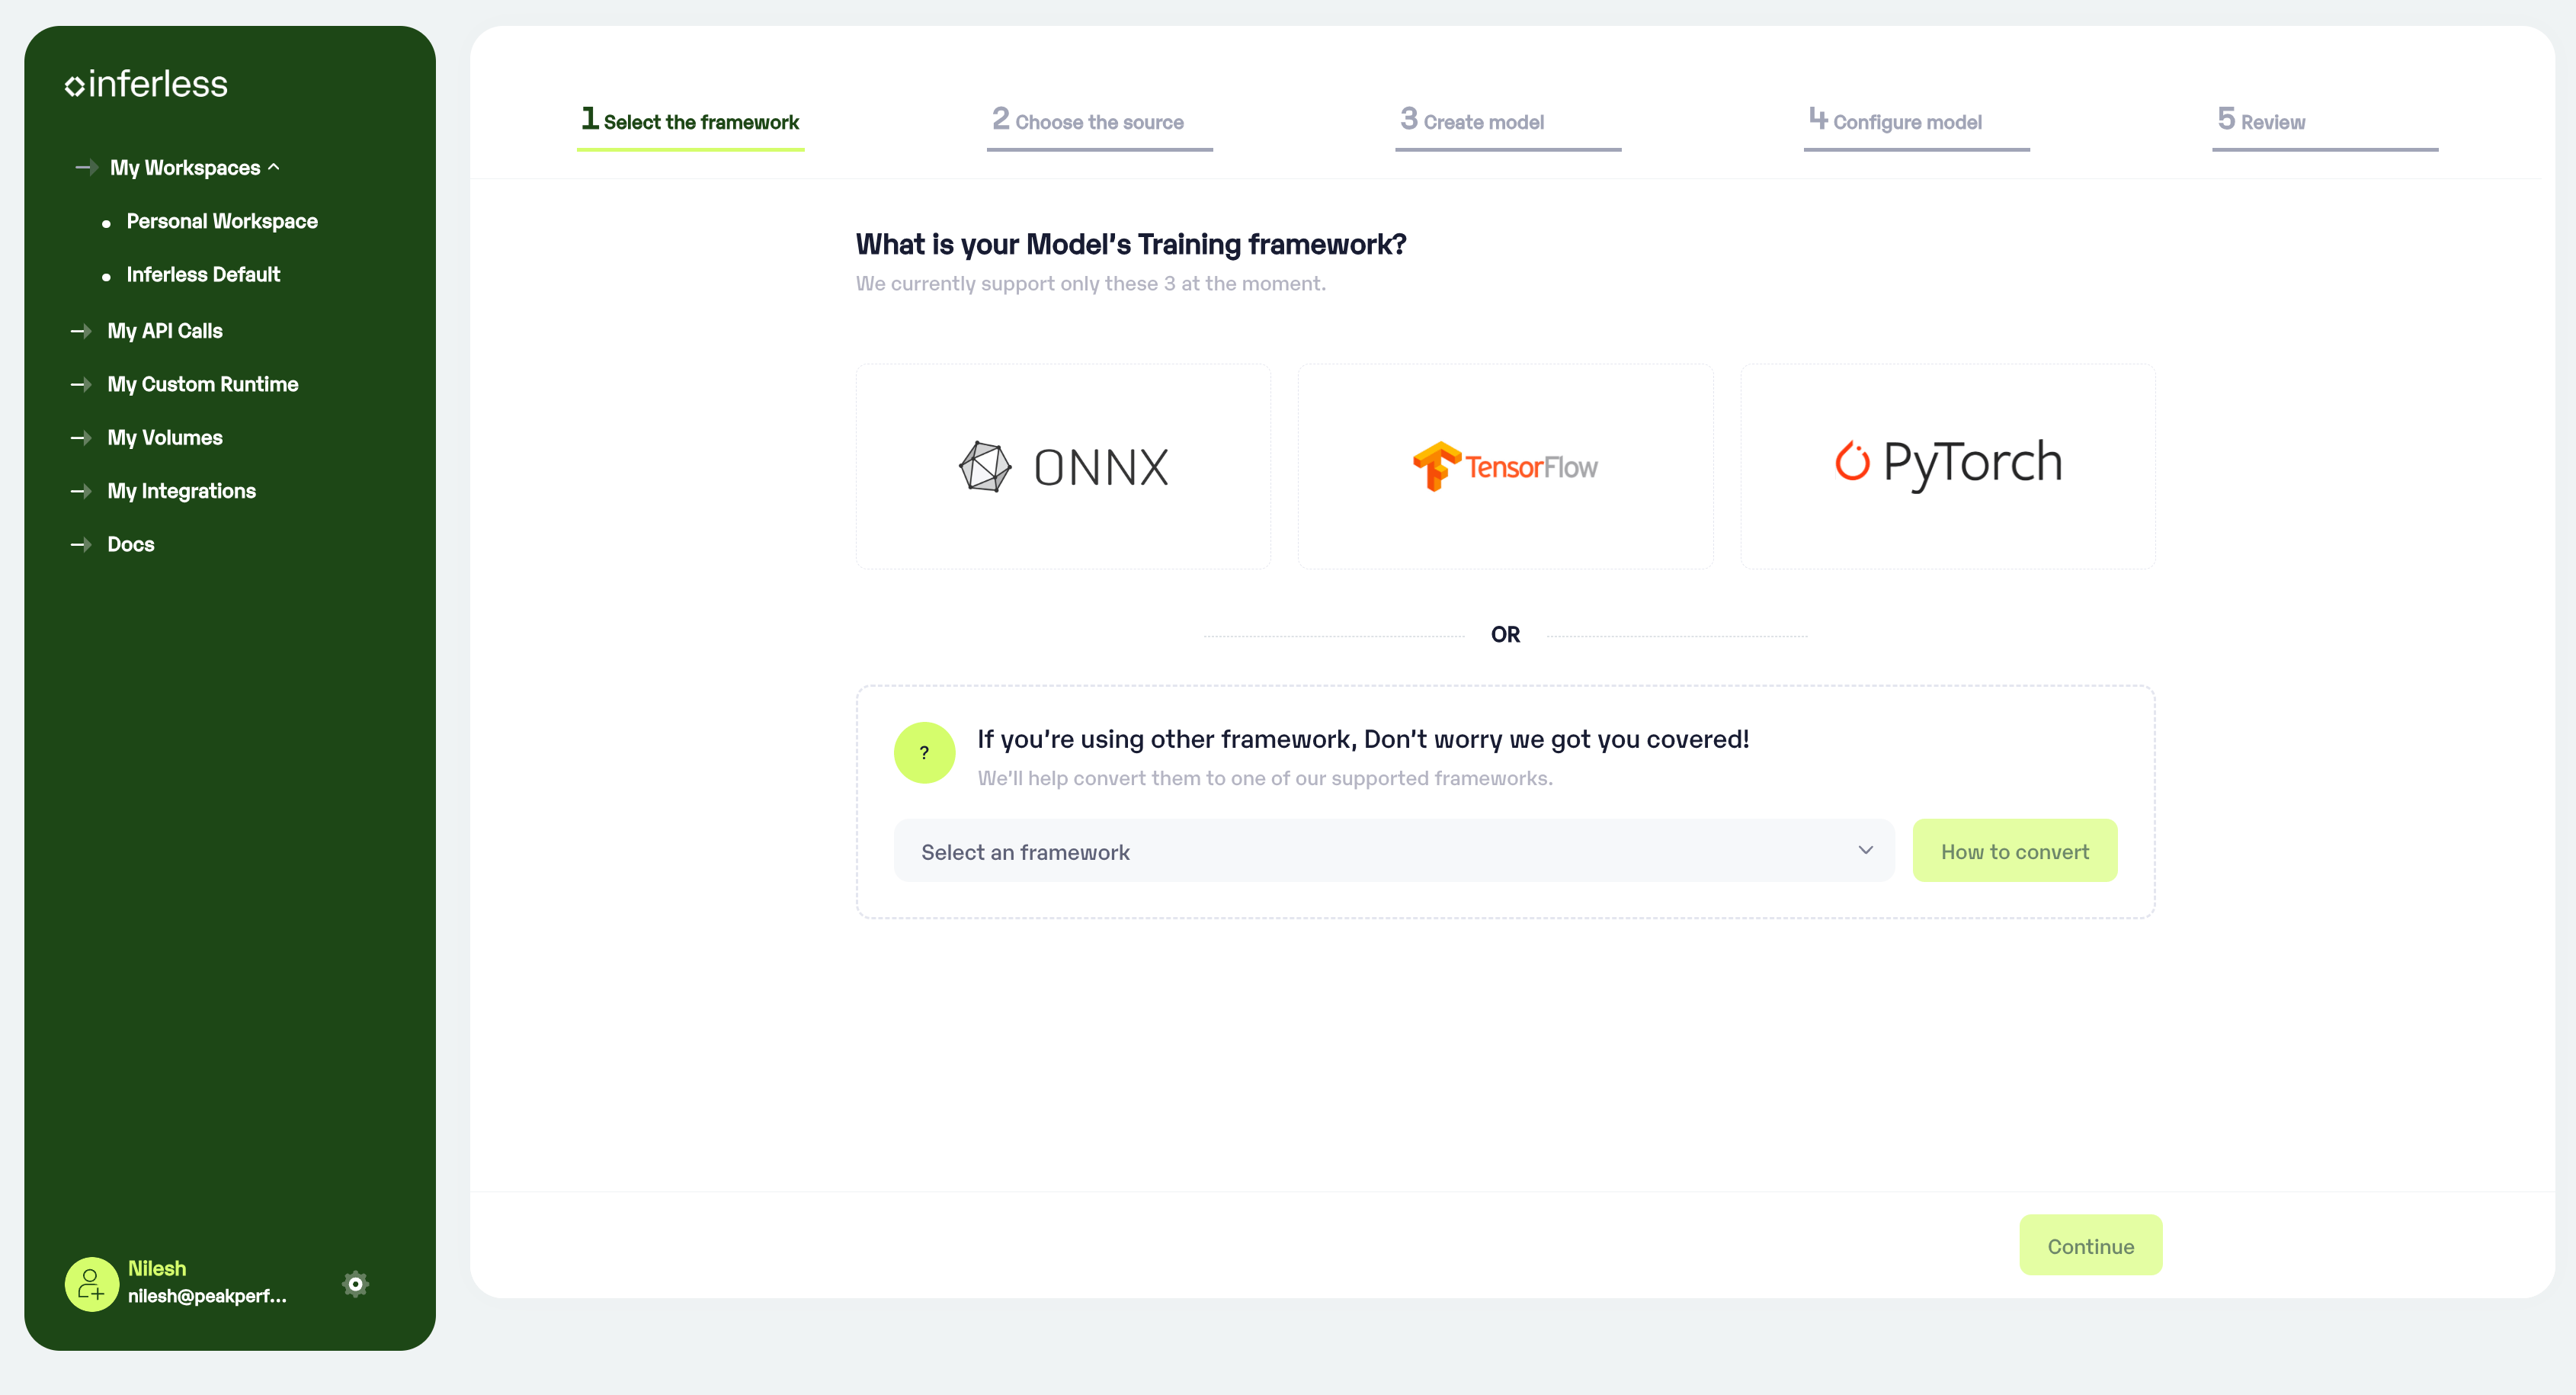 inferless
My Workspaces
Personal Workspace
Inferless Default
My API Calls
My Custom Runtime
My Volumes
My Integrations
Docs
Nilesh
nilesh@peakperf...
1 Select the framework
2 Choose the source
3 Create model
4 Configure model
5 Review
What is your Model's Training framework?
We currently support only these 3 at the moment.
ONNX
TensorFlow
PyTorch
OR
?
If you're using other framework, Don't worry we got you covered!
We'll help convert them to one of our supported frameworks.
Select an framework
How to convert
Continue